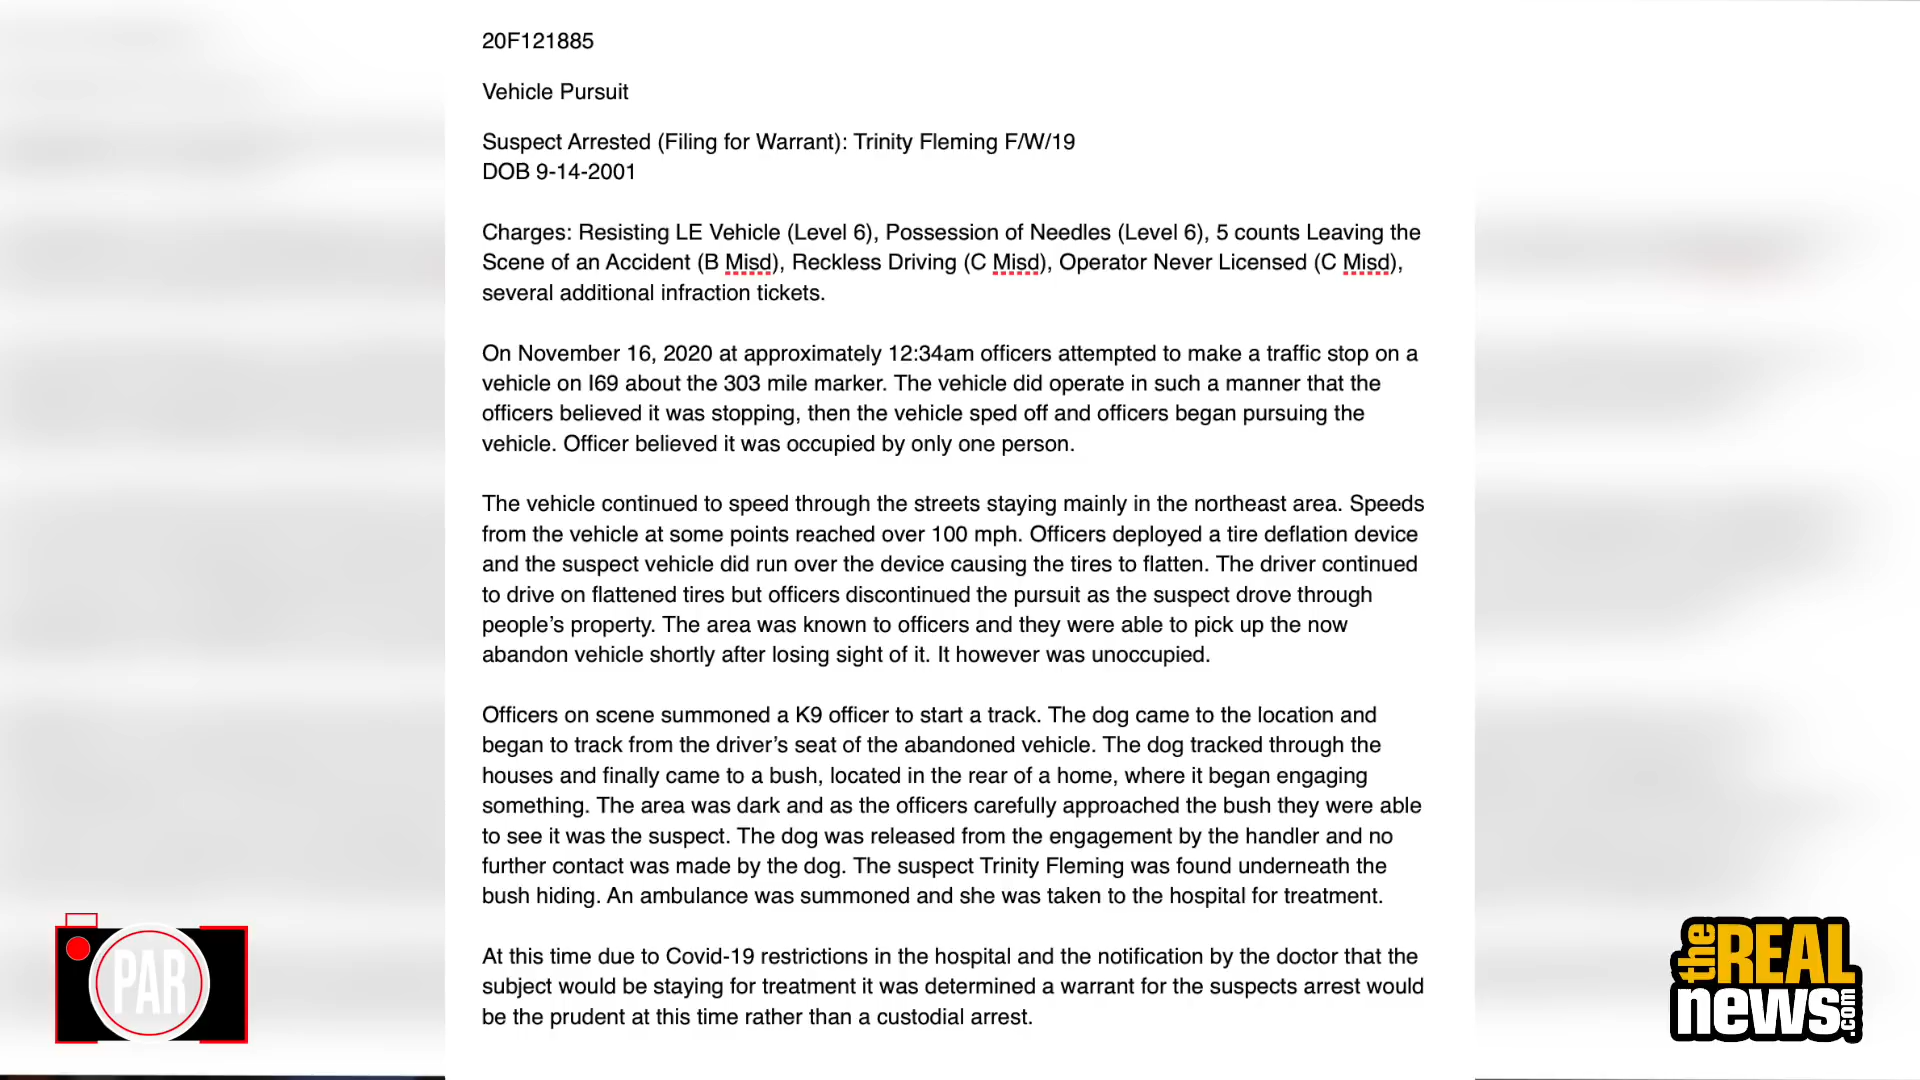 20F121885
Vehicle Pursuit
Suspect Arrested (Filing for Warrant): Trinity Fleming F/W/19
DOB 9-14-2001
Charges: Resisting LE Vehicle (Level 6), Possession of Needles (Level 6), 5 counts Leaving the
Scene of an Accident (B Misd), Reckless Driving (C Misd), Operator Never Licensed (C Misd),
several additional infraction tickets.
On November 16, 2020 at approximately 12:34am officers attempted to make a traffic stop on a
vehicle on I69 about the 303 mile marker. The vehicle did operate in such a manner that the
officers believed it was stopping, then the vehicle sped off and officers began pursuing the
vehicle. Officer believed it was occupied by only one person.
The vehicle continued to speed through the streets staying mainly in the northeast area. Speeds
from the vehicle at some points reached over 100 mph. Officers deployed a tire deflation device
and the suspect vehicle did run over the device causing the tires to flatten. The driver continued
to drive on flattened tires but officers discontinued the pursuit as the suspect drove through
people’s property. The area was known to officers and they were able to pick up the now
abandon vehicle shortly after losing sight of it. It however was unoccupied.
Officers on scene summoned a K9 officer to start a track. The dog came to the location and
began to track from the driver’s seat of the abandoned vehicle. The dog tracked through the
houses and finally came to a bush, located in the rear of a home, where it began engaging
something. The area was dark and as the officers carefully approached the bush they were able
to see it was the suspect. The dog was released from the engagement by the handler and no
further contact was made by the dog. The suspect Trinity Fleming was found underneath the
bush hiding. An ambulance was summoned and she was taken to the hospital for treatment.
At this time due to Covid-19 restrictions in the hospital and the notification by the doctor that the
subject would be staying for treatment it was determined a warrant for the suspects arrest would
be the prudent at this time rather than a custodial arrest.
PAR
the REAL
news.com